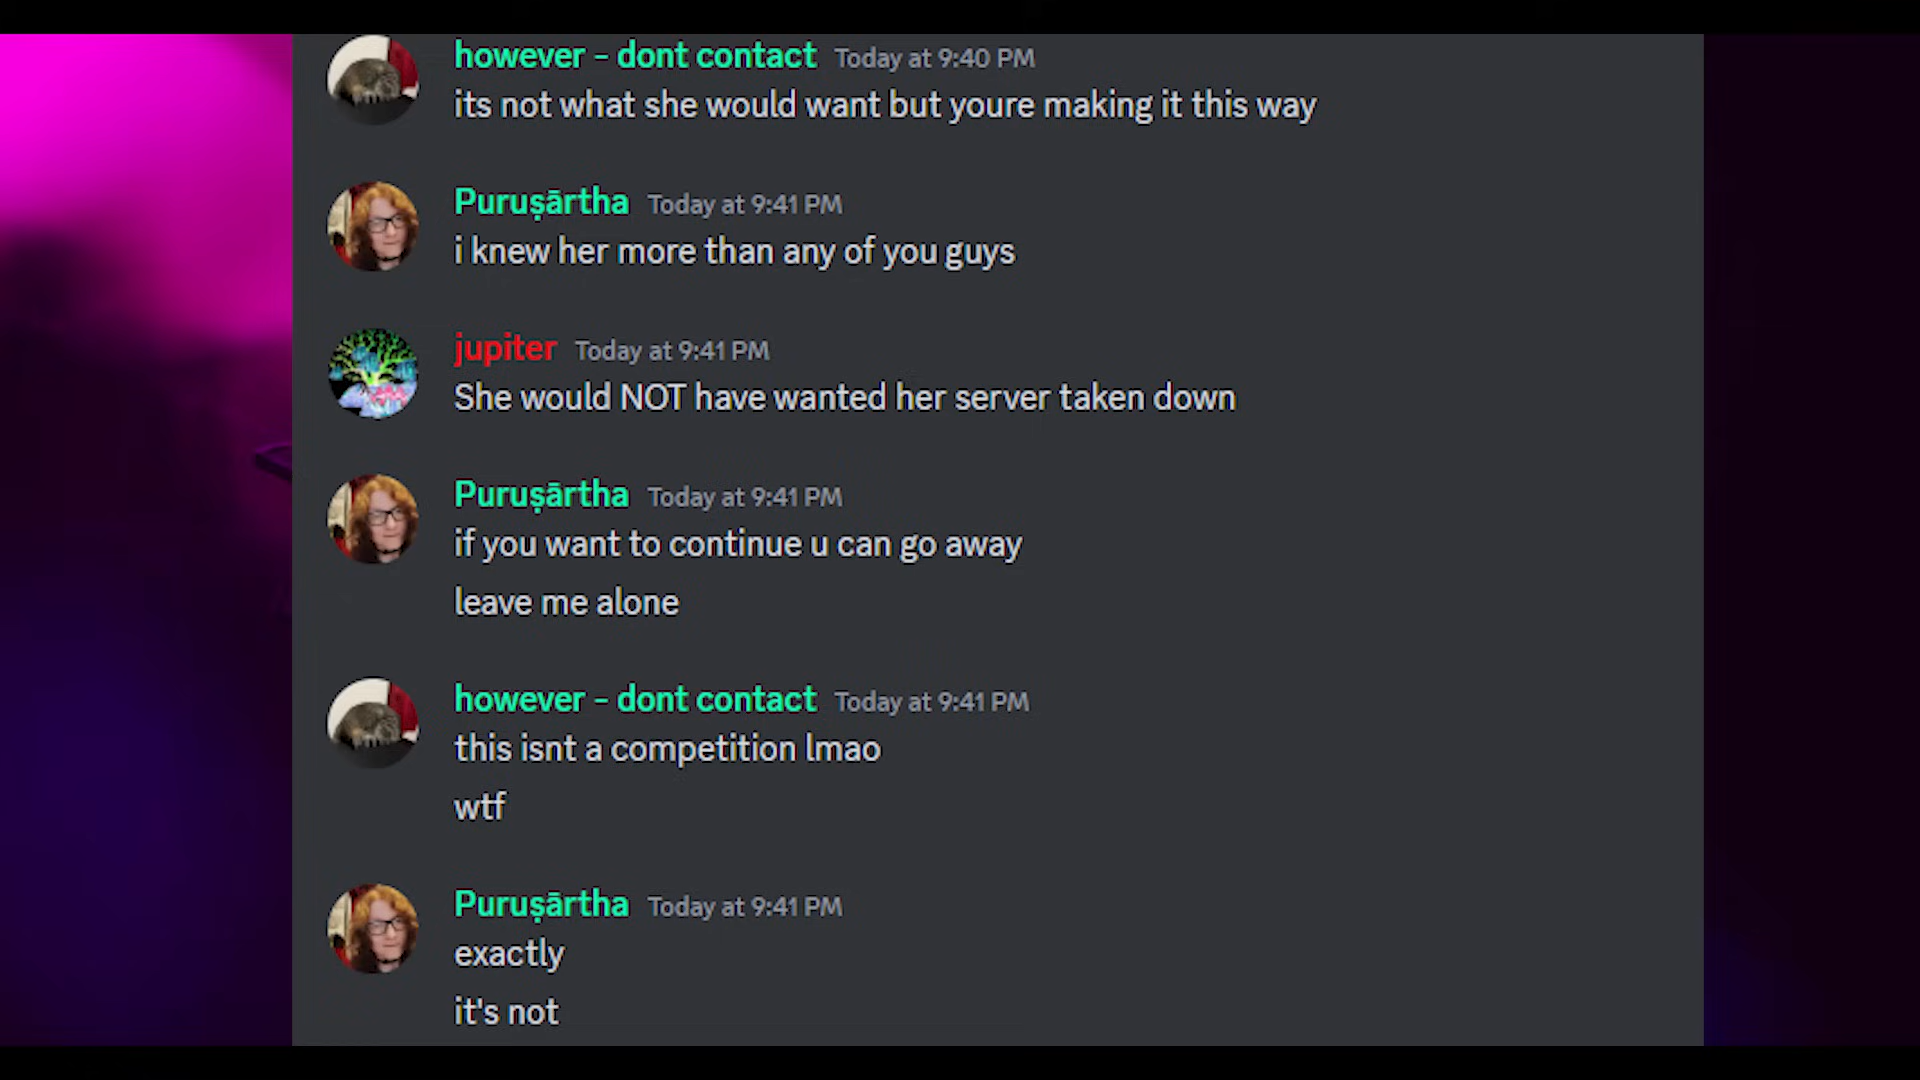 however - dont contact Today at 9:40 PM
its not what she would want but youre making it this way
Puruṣārtha Today at 9:41 PM
i knew her more than any of you guys
jupiter Today at 9:41 PM
She would NOT have wanted her server taken down
Puruṣārtha Today at 9:41 PM
if you want to continue u can go away
leave me alone
however - dont contact Today at 9:41 PM
this isnt a competition lmao
wtf
Puruṣārtha Today at 9:41 PM
exactly
it's not